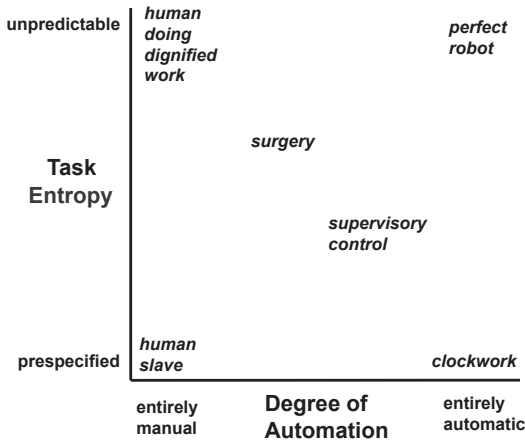 unpredictable
human
doing
dignified
work
perfect
robot
surgery
Task
Entropy
supervisory
control
human
slave
prespecified
clockwork
entirely
manual
Degree of
Automation
entirely
automatic